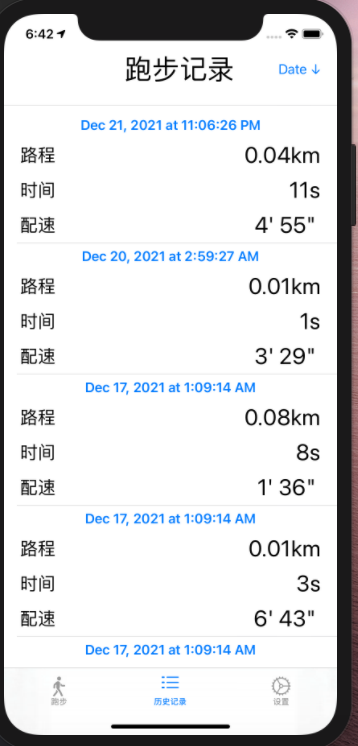 6:42
跑步记录
Date ↓
Dec 21, 2021 at 11:06:26 PM
路程 0.04km
时间 11s
配速 4' 55"
Dec 20, 2021 at 2:59:27 AM
路程 0.01km
时间 1s
配速 3' 29"
Dec 17, 2021 at 1:09:14 AM
路程 0.08km
时间 8s
配速 1' 36"
Dec 17, 2021 at 1:09:14 AM
路程 0.01km
时间 3s
配速 6' 43"
Dec 17, 2021 at 1:09:14 AM
跑步 历史记录 设置